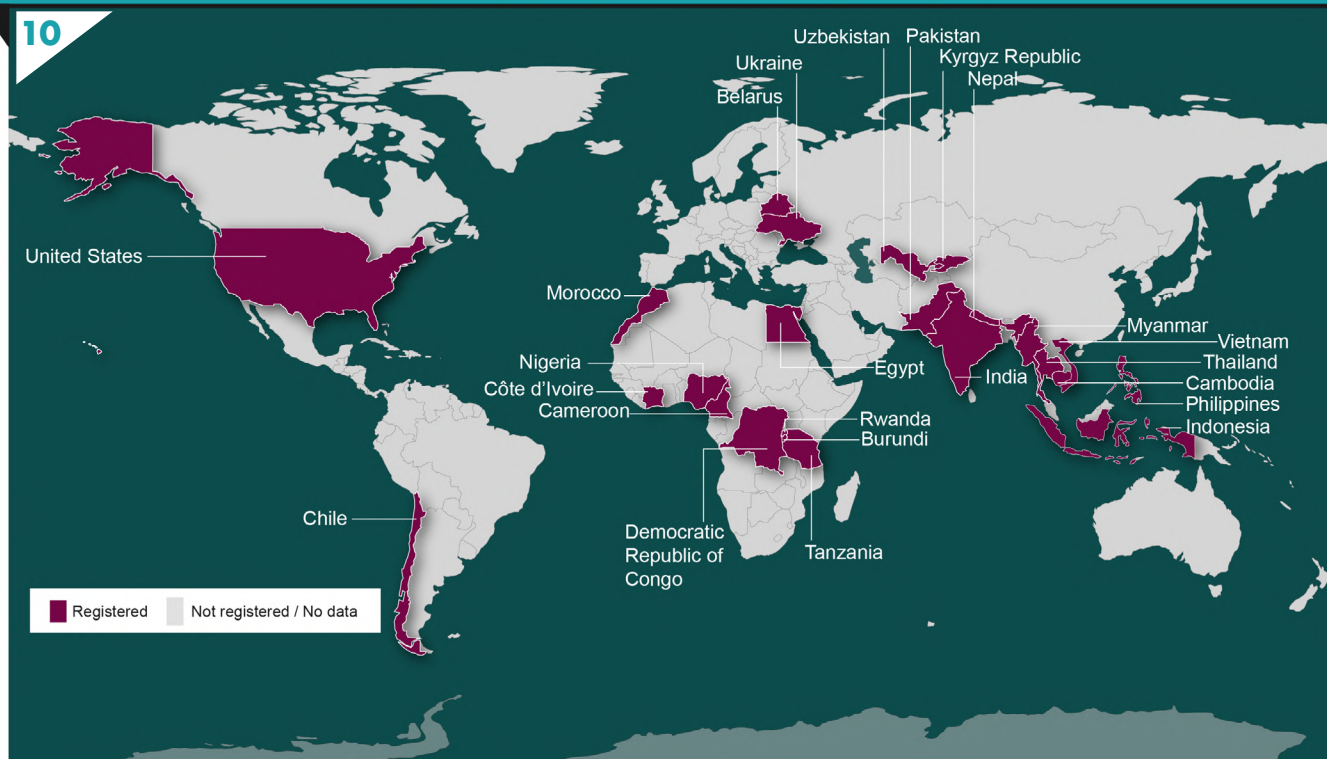 10
Uzbekistan
Pakistan
Ukraine
Kyrgyz Republic
Nepal
Belarus
United States
Morocco
Myanmar
Vietnam
Nigeria
Thailand
Egypt
India
Côte d'Ivoire
Cambodia
Cameroon
Philippines
Rwanda
Indonesia
Burundi
Chile
Democratic
Republic of
Congo
Tanzania
Registered
Not registered / No data